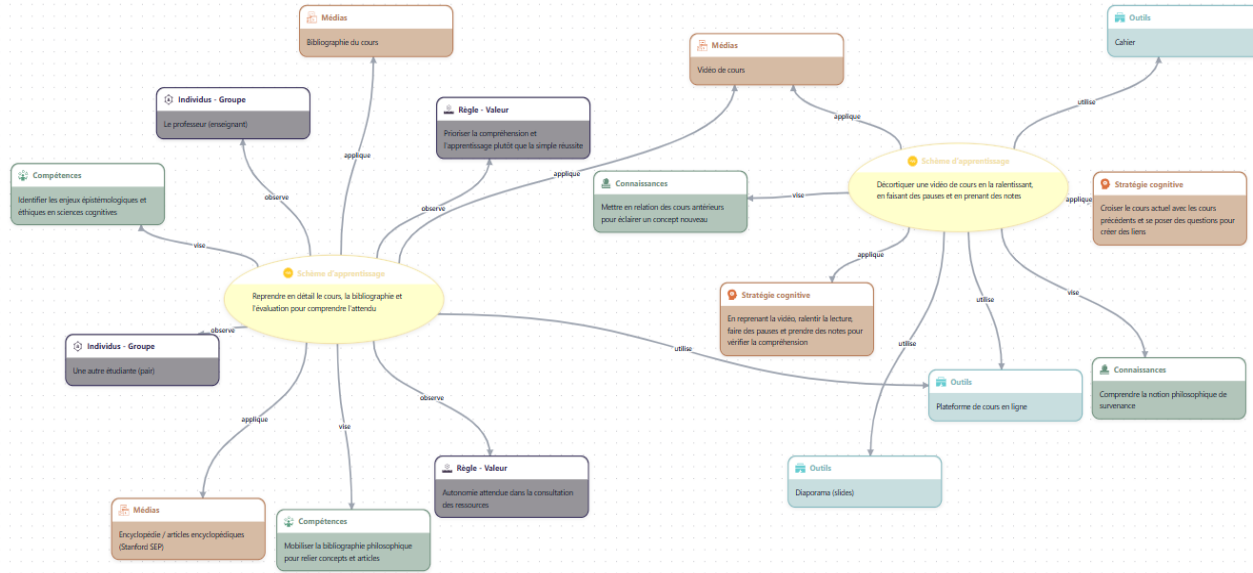 Médias
Bibliographie du cours
Outils
Cahier
Médias
Vidéo de cours
Individus - Groupe
Le professeur (enseignant)
Règle - Valeur
Prioriser la compréhension et
l'apprentissage plutôt que la simple réussite
utilise
applique
applique
applique
Compétences
Identifier les enjeux épistémologiques et
éthiques en sciences cognitives
observe
observe
vise
Connaissances
Mettre en relation des cours antérieurs
pour éclairer un concept nouveau
vise
Schème d'apprentissage
Décortiquer une vidéo de cours en la ralentissant,
en faisant des pauses et en prenant des notes
applique
Stratégie cognitive
Croiser le cours actuel avec les cours
précédents et se poser des questions pour
créer des liens
applique
Schème d'apprentissage
Reprendre en détail le cours, la bibliographie et
l'évaluation pour comprendre l'attendu
Stratégie cognitive
En reprenant la vidéo, ralentir la lecture,
faire des pauses et prendre des notes pour
vérifier la compréhension
utilise
vise
utilise
observe
Individus - Groupe
Une autre étudiante (pair)
utilise
Outils
Plateforme de cours en ligne
Connaissances
Comprendre la notion philosophique de
survenance
applique
vise
observe
Règle - Valeur
Autonomie attendue dans la consultation
des ressources
Outils
Diaporama (slides)
Médias
Encyclopédie / articles encyclopédiques
(Stanford SEP)
Compétences
Mobiliser la bibliographie philosophique
pour relier concepts et articles